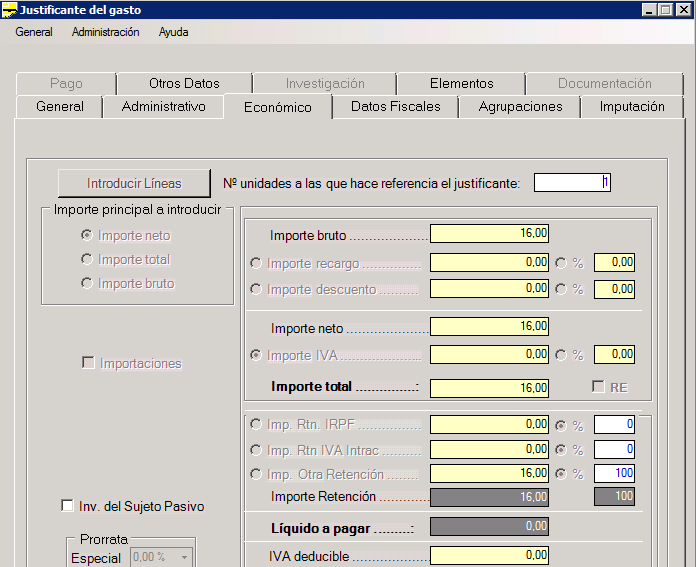 Justificante del gasto
General Administración Ayuda
Pago Otros Datos Investigación Elementos Documentación
General Administrativo Económico Datos Fiscales Agrupaciones Imputación
Introducir Líneas Nº unidades a las que hace referencia el justificante: 1
Importe principal a introducir
Importe neto
Importe total
Importe bruto
Importaciones
Inv. del Sujeto Pasivo
Prorrata
Especial 0,00 %
Importe bruto ..................... 16,00
Importe recargo ................ 0,00 % 0,00
Importe descuento .......... 0,00 % 0,00
Importe neto ..................... 16,00
Importe IVA ..................... 0,00 % 0,00
Importe total ..............: 16,00 RE
Imp. Rtn. IRPF ................ 0,00 % 0
Imp. Rtn IVA Intrac .......... 0,00 % 0
Imp. Otra Retención ........ 16,00 % 100
Importe Retención ............. 16,00 100
Líquido a pagar .........: 0,00
IVA deducible .................... 0,00